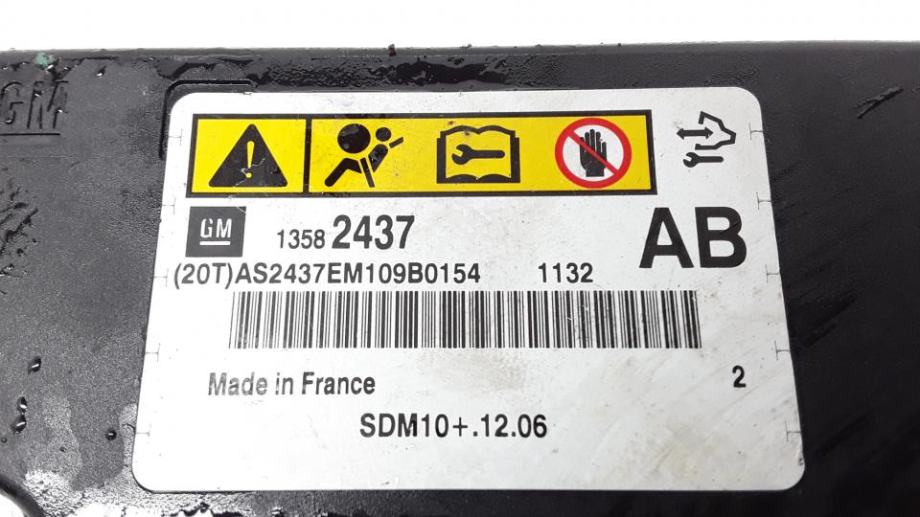 GM
GM 1358 2437 AB
(20T)AS2437EM109B0154 1132
Made in France 2
SDM10+.12.06